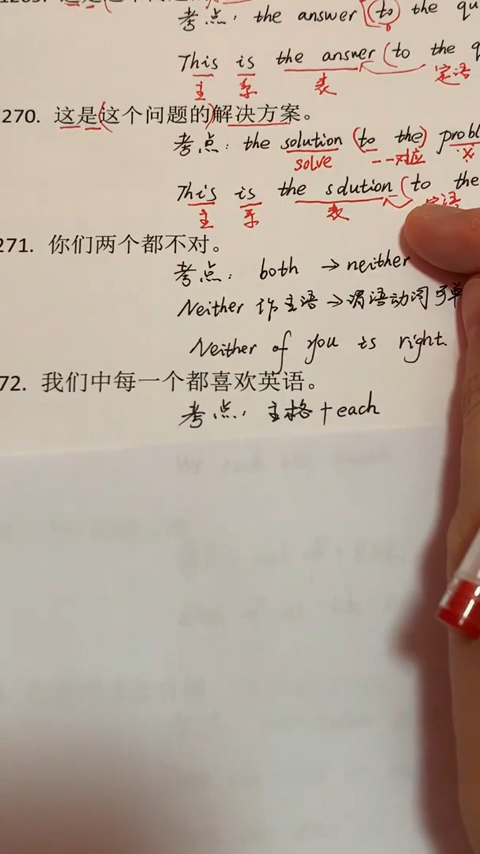 考点: the answer (to) the qu
This is the answer (to the q
主 系 表 定语
270. 这是(这个问题的)解决方案。
考点: the solution (to the) probl
solve --对应
This is the solution (to the
主 系 表 定语
271. 你们两个都不对。
考点: both → neither
Neither 作主语 → 谓语动词可单
Neither of you is right.
72. 我们中每一个都喜欢英语。
考点: 主格 + each